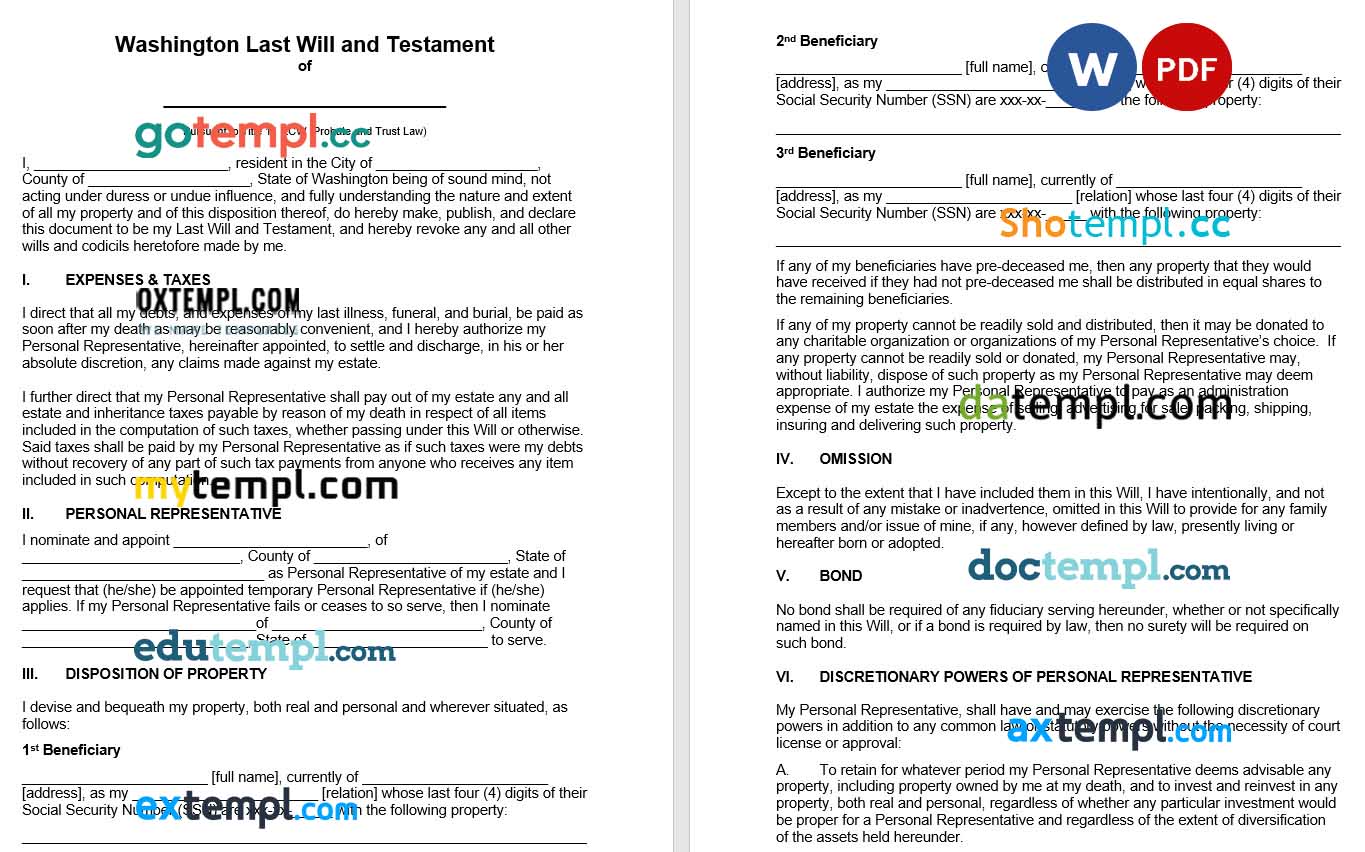 Washington Last Will and Testament
of
____________________
Pursuant to Title 11 RCW (Probate and Trust Law)
gotempl.cc
I, ________________________, resident in the City of ____________________,
County of ____________________, State of Washington being of sound mind, not
acting under duress or undue influence, and fully understanding the nature and extent
of all my property and of this disposition thereof, do hereby make, publish, and declare
this document to be my Last Will and Testament, and hereby revoke any and all other
wills and codicils heretofore made by me.
I. EXPENSES & TAXES
OXTEMPL.COM
I direct that all my debts, and expenses of my last illness, funeral, and burial, be paid as
soon after my death as may be reasonably convenient, and I hereby authorize my
Personal Representative, hereinafter appointed, to settle and discharge, in his or her
absolute discretion, any claims made against my estate.
I further direct that my Personal Representative shall pay out of my estate any and all
estate and inheritance taxes payable by reason of my death in respect of all items
included in the computation of such taxes, whether passing under this Will or otherwise.
Said taxes shall be paid by my Personal Representative as if such taxes were my debts
without recovery of any part of such tax payments from anyone who receives any item
included in such computation.
mytempl.com
II. PERSONAL REPRESENTATIVE
I nominate and appoint ________________________, of
___________________________, County of ________________________, State of
______________________________ as Personal Representative of my estate and I
request that (he/she) be appointed temporary Personal Representative if (he/she)
applies. If my Personal Representative fails or ceases to so serve, then I nominate
_____________________________of __________________________, County of
_____________________________, State of ______________________ to serve.
edutempl.com
III. DISPOSITION OF PROPERTY
I devise and bequeath my property, both real and personal and wherever situated, as
follows:
1st Beneficiary
_______________________ [full name], currently of _______________________
[address], as my _______________________ [relation] whose last four (4) digits of their
Social Security Number (SSN) are xxx-xx-_____ with the following property:
extempl.com
2nd Beneficiary
W PDF
_______________________ [full name], _______________________
[address], as my _______________________ (4) digits of their
Social Security Number (SSN) are xxx-xx-_____ the following property:
3rd Beneficiary
_______________________ [full name], currently of _______________________
[address], as my _______________________ [relation] whose last four (4) digits of their
Social Security Number (SSN) are xxx-xx-_____ with the following property:
Shotempl.cc
If any of my beneficiaries have pre-deceased me, then any property that they would
have received if they had not pre-deceased me shall be distributed in equal shares to
the remaining beneficiaries.
If any of my property cannot be readily sold and distributed, then it may be donated to
any charitable organization or organizations of my Personal Representative's choice. If
any property cannot be readily sold or donated, my Personal Representative may,
without liability, dispose of such property as my Personal Representative may deem
appropriate. I authorize my Personal Representative to pay as an administration
expense of my estate the expense of selling, advertising for sale, packing, shipping,
insuring and delivering such property.
datempl.com
IV. OMISSION
Except to the extent that I have included them in this Will, I have intentionally, and not
as a result of any mistake or inadvertence, omitted in this Will to provide for any family
members and/or issue of mine, if any, however defined by law, presently living or
hereafter born or adopted.
doctempl.com
V. BOND
No bond shall be required of any fiduciary serving hereunder, whether or not specifically
named in this Will, or if a bond is required by law, then no surety will be required on
such bond.
VI. DISCRETIONARY POWERS OF PERSONAL REPRESENTATIVE
My Personal Representative, shall have and may exercise the following discretionary
powers in addition to any common law or statutory powers without the necessity of court
license or approval:
axtempl.com
A. To retain for whatever period my Personal Representative deems advisable any
property, including property owned by me at my death, and to invest and reinvest in any
property, both real and personal, regardless of whether any particular investment would
be proper for a Personal Representative and regardless of the extent of diversification
of the assets held hereunder.